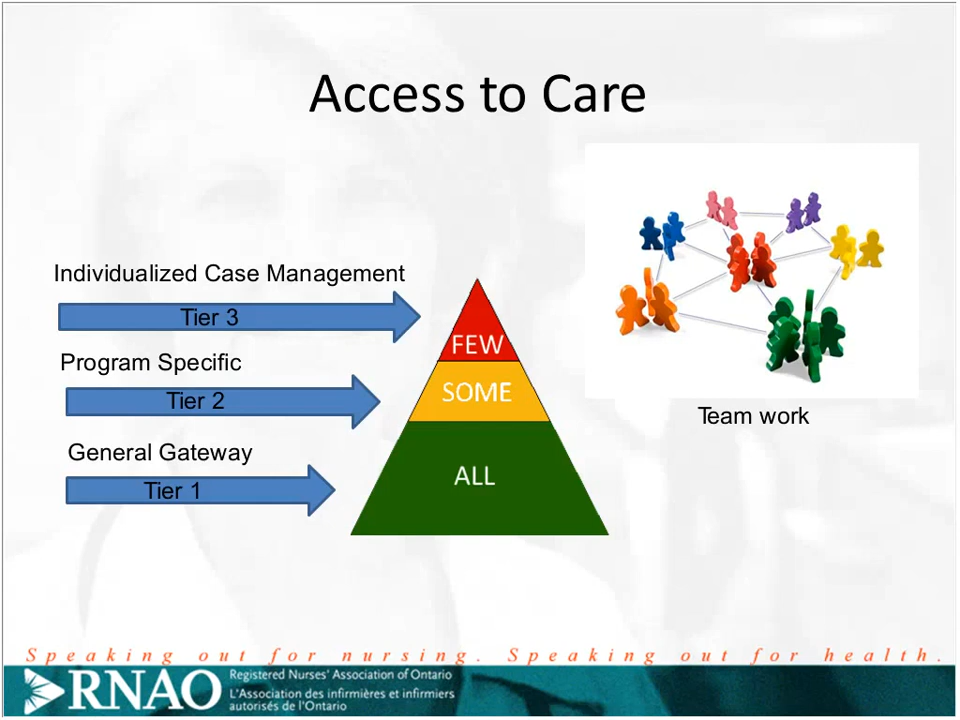 Access to Care
Individualized Case Management
Tier 3
Program Specific
Tier 2
General Gateway
Tier 1
FEW
SOME
ALL
Team work
Speaking out for nursing. Speaking out for health.
RNAO
Registered Nurses' Association of Ontario
L'Association des infirmières et infirmiers
autorisés de l'Ontario